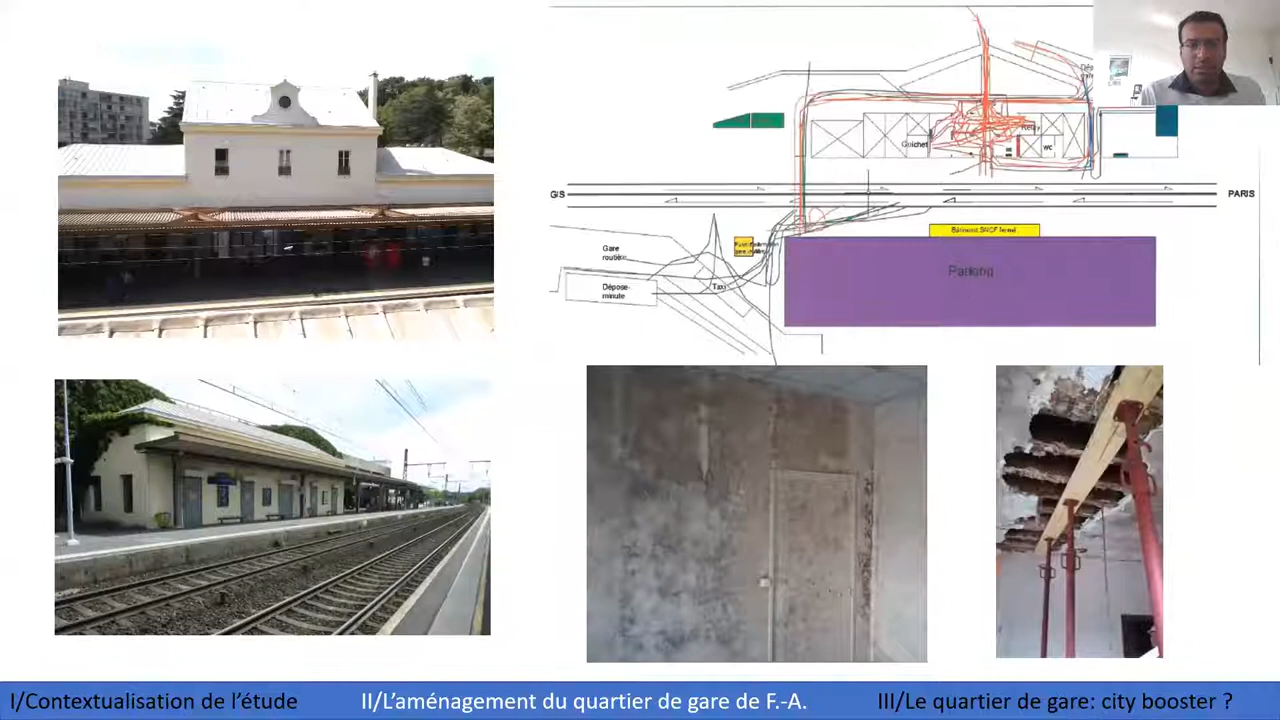 Guichet
Relay
WC
GIS
PARIS
Bâtiment SNCF fermé
Gare
routière
Parking
Dépose-
minute
Taxi
I/Contextualisation de l’étude
II/L’aménagement du quartier de gare de F.-A.
III/Le quartier de gare: city booster ?